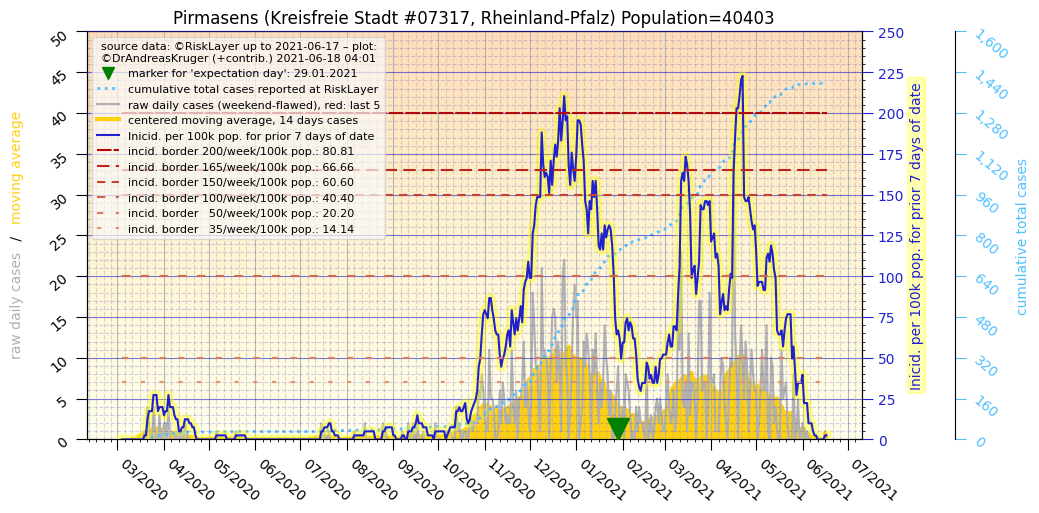 Pirmasens (Kreisfreie Stadt #07317, Rheinland-Pfalz) Population=40403
source data: ©RiskLayer up to 2021-06-17 – plot:
©DrAndreasKruger (+contrib.) 2021-06-18 04:01
marker for 'expectation day': 29.01.2021
cumulative total cases reported at RiskLayer
raw daily cases (weekend-flawed), red: last 5
centered moving average, 14 days cases
Inicid. per 100k pop. for prior 7 days of date
incid. border 200/week/100k pop.: 80.81
incid. border 165/week/100k pop.: 66.66
incid. border 150/week/100k pop.: 60.60
incid. border 100/week/100k pop.: 40.40
incid. border   50/week/100k pop.: 20.20
incid. border   35/week/100k pop.: 14.14
raw daily cases  /  moving average
50
45
40
35
30
25
20
15
10
5
0
250
225
200
175
150
125
100
75
50
25
0
Inicid. per 100k pop. for prior 7 days of date
1,600
1,440
1,280
1,120
960
800
640
480
320
160
0
cumulative total cases
03/2020
04/2020
05/2020
06/2020
07/2020
08/2020
09/2020
10/2020
11/2020
12/2020
01/2021
02/2021
03/2021
04/2021
05/2021
06/2021
07/2021